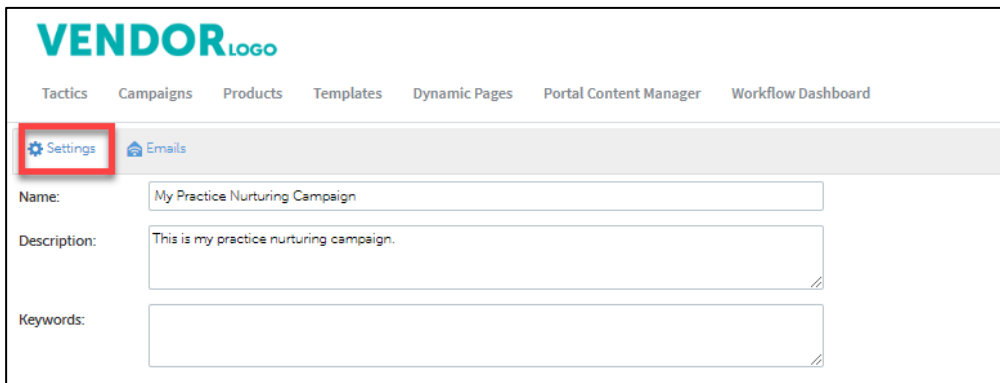 VENDOR LOGO
Tactics Campaigns Products Templates Dynamic Pages Portal Content Manager Workflow Dashboard
Settings Emails
Name: My Practice Nurturing Campaign
Description: This is my practice nurturing campaign.
Keywords: